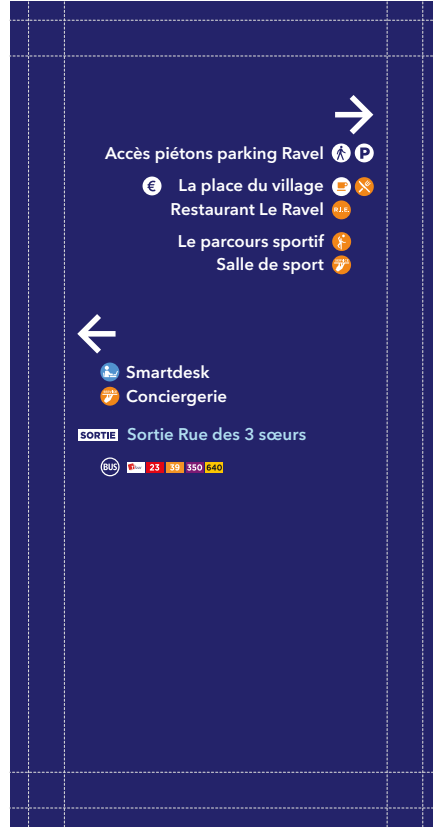 Accès piétons parking Ravel P
€ La place du village
Restaurant Le Ravel R.I.E.
Le parcours sportif
Salle de sport
Smartdesk
Conciergerie
SORTIE Sortie Rue des 3 sœurs
BUS 23 39 350 640